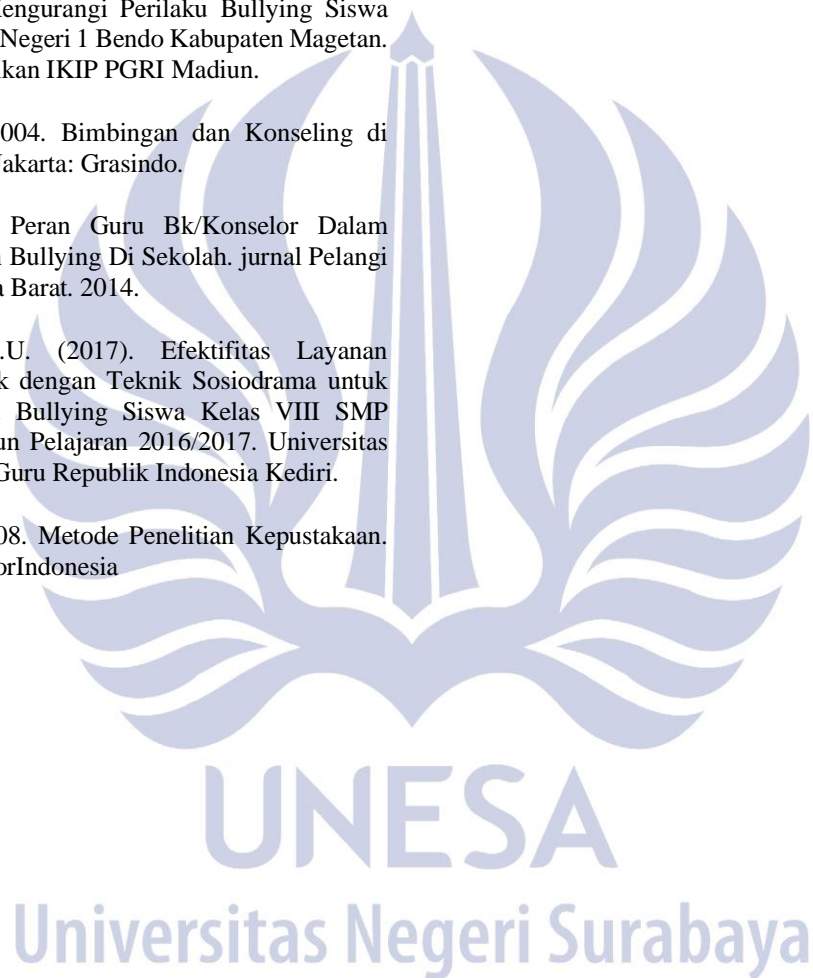 engurangi Perilaku Bullying Siswa
Negeri 1 Bendo Kabupaten Magetan.
kan IKIP PGRI Madiun.
004. Bimbingan dan Konseling di
akarta: Grasindo.
Peran Guru Bk/Konselor Dalam
Bullying Di Sekolah. jurnal Pelangi
Barat. 2014.
.U. (2017). Efektifitas Layanan
dengan Teknik Sosiodrama untuk
Bullying Siswa Kelas VIII SMP
un Pelajaran 2016/2017. Universitas
Guru Republik Indonesia Kediri.
08. Metode Penelitian Kepustakaan.
orIndonesia
UNESA
Universitas Negeri Surabaya